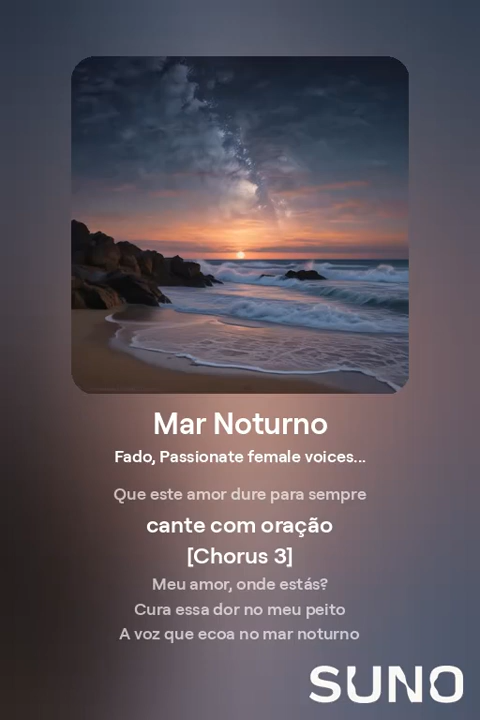 Mar Noturno
Fado, Passionate female voices...
Que este amor dure para sempre
cante com oração
[Chorus 3]
Meu amor, onde estás?
Cura essa dor no meu peito
A voz que ecoa no mar noturno
SUNO